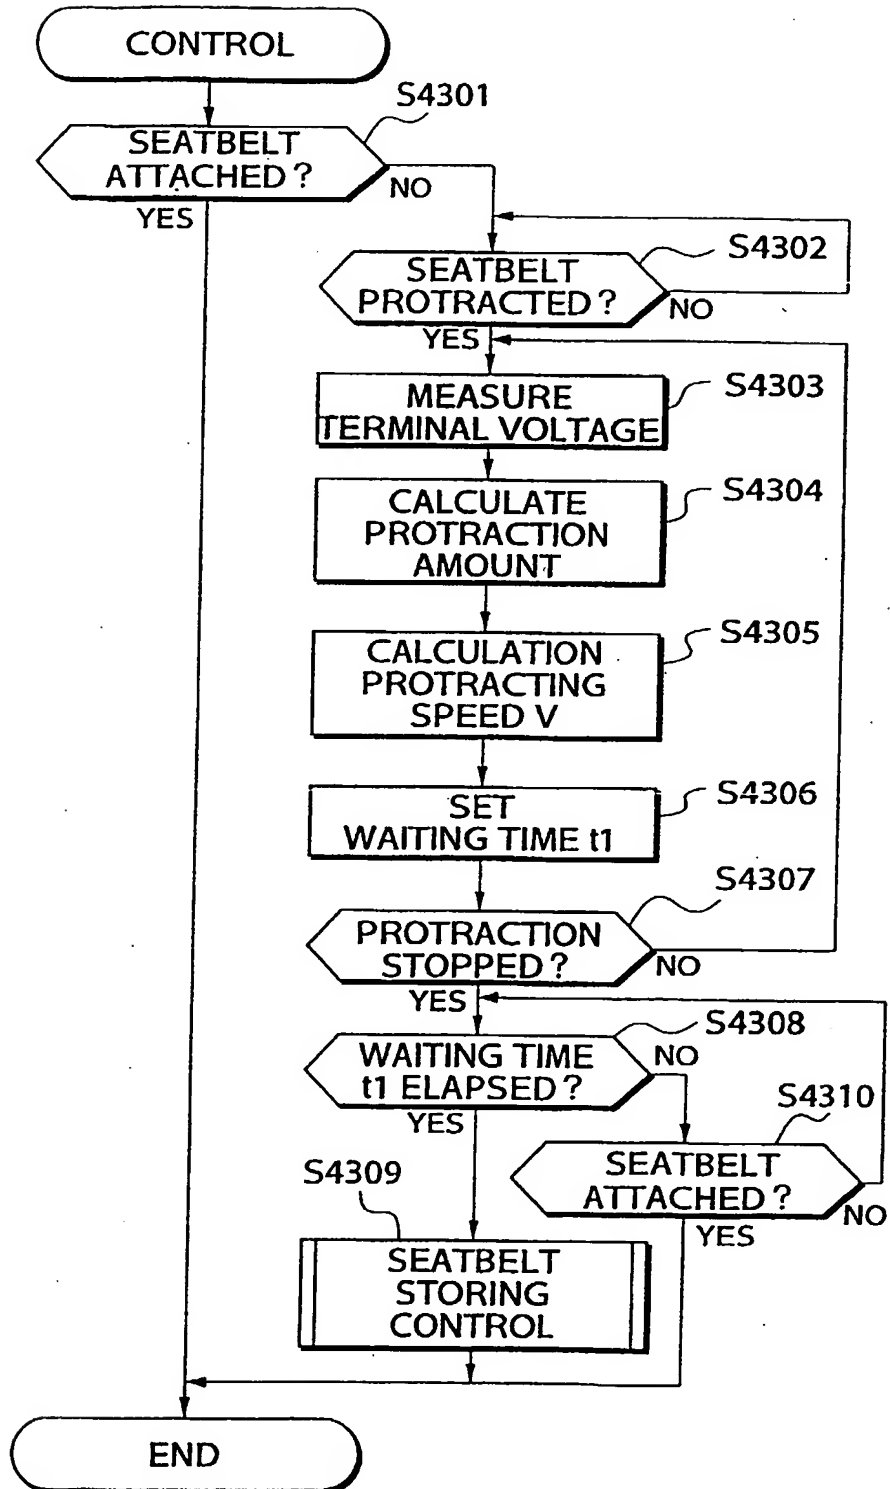 CONTROL
S4301
SEATBELT
ATTACHED?
NO
YES
S4302
SEATBELT
PROTRACTED?
NO
YES
S4303
MEASURE
TERMINAL VOLTAGE
S4304
CALCULATE
PROTRACTION
AMOUNT
S4305
CALCULATION
PROTRACTING
SPEED V
S4306
SET
WAITING TIME t1
S4307
PROTRACTION
STOPPED?
NO
YES
S4308
WAITING TIME
t1 ELAPSED?
NO
YES
S4310
SEATBELT
ATTACHED?
NO
YES
S4309
SEATBELT
STORING
CONTROL
END